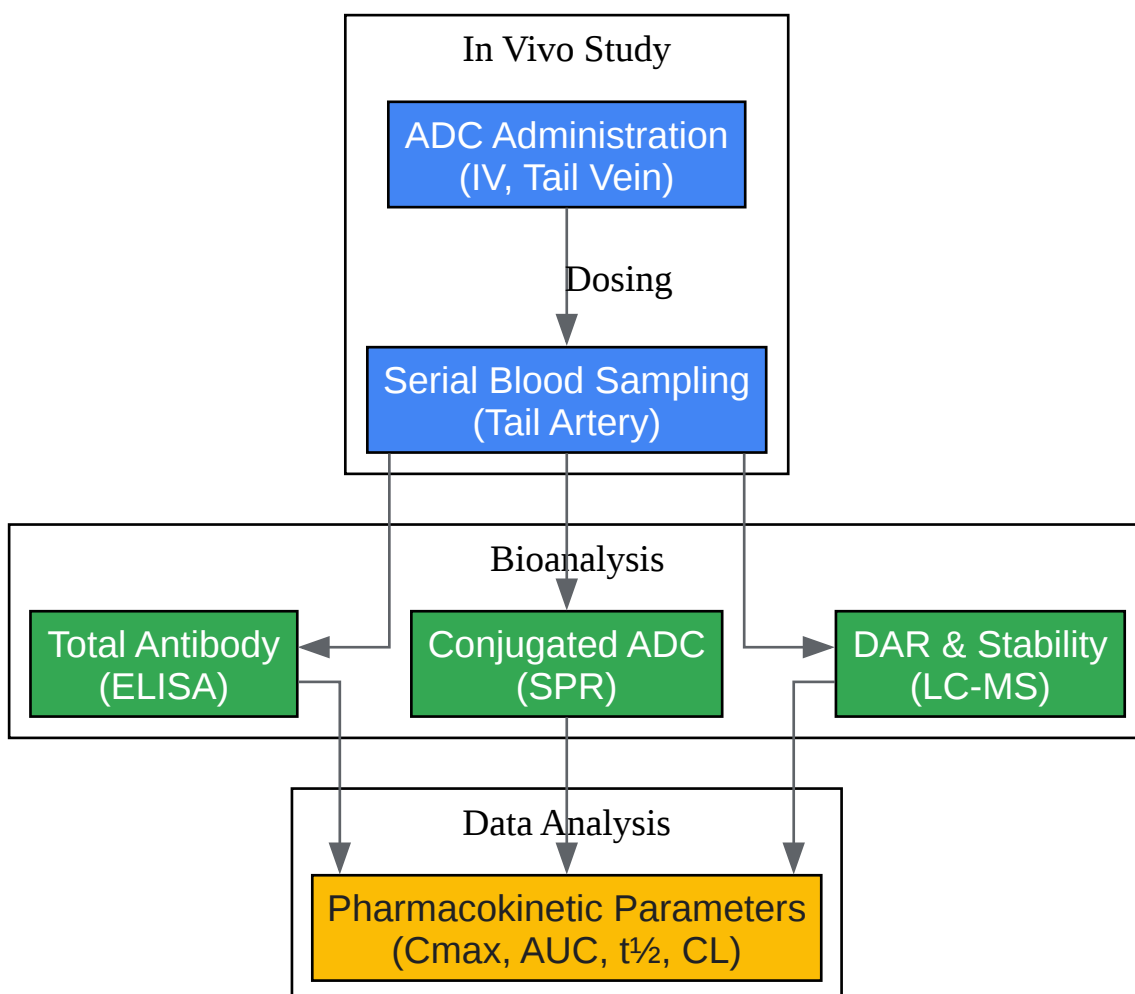 In Vivo Study
ADC Administration
(IV, Tail Vein)
Dosing
Serial Blood Sampling
(Tail Artery)
Bioanalysis
Total Antibody
(ELISA)
Conjugated ADC
(SPR)
DAR & Stability
(LC-MS)
Data Analysis
Pharmacokinetic Parameters
(Cmax, AUC, t½, CL)